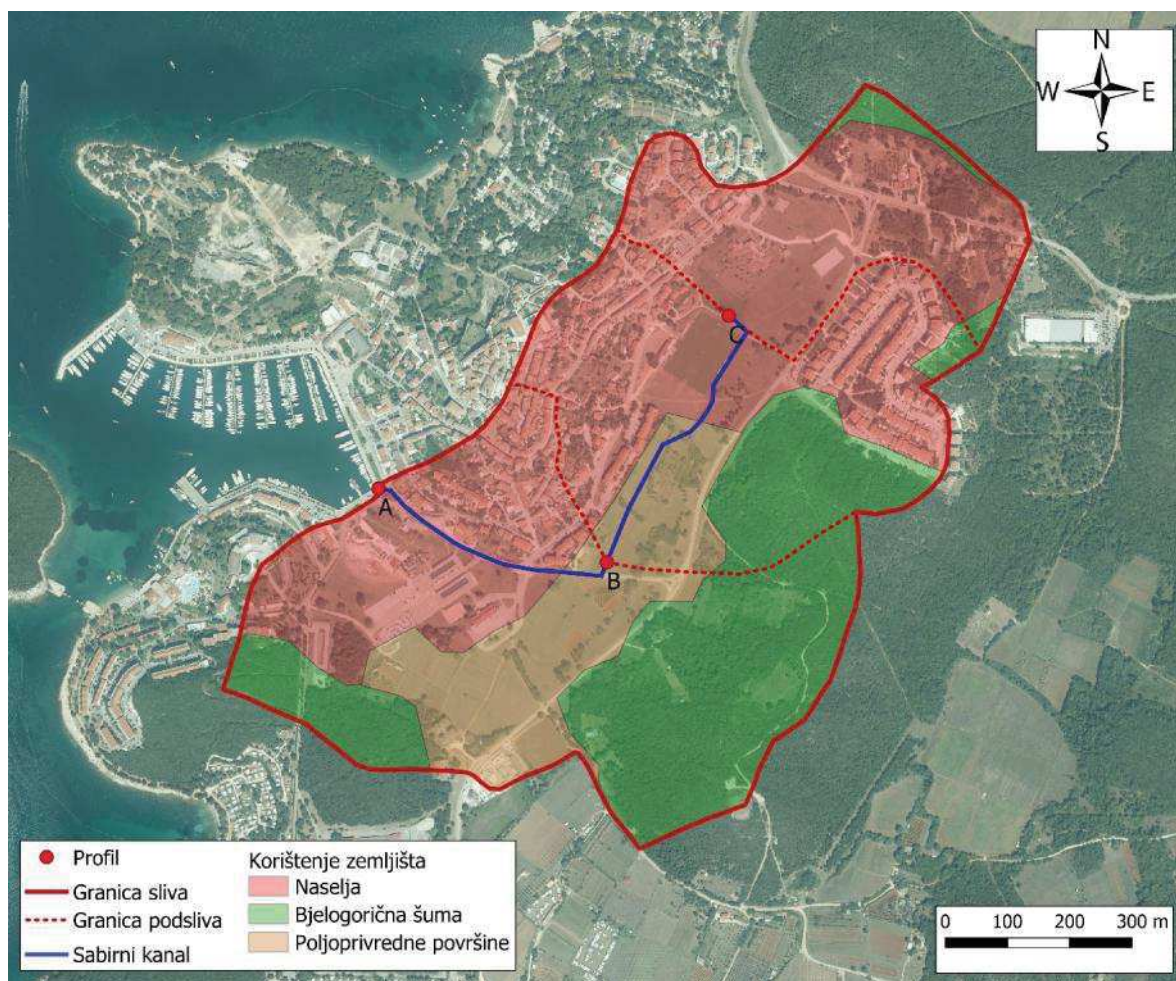 N
W E
S
C
A
B
Profil
Granica sliva
Granica podsliva
Sabirni kanal
Korištenje zemljišta
Naselja
Bjelogorična šuma
Poljoprivredne površine
0 100 200 300 m